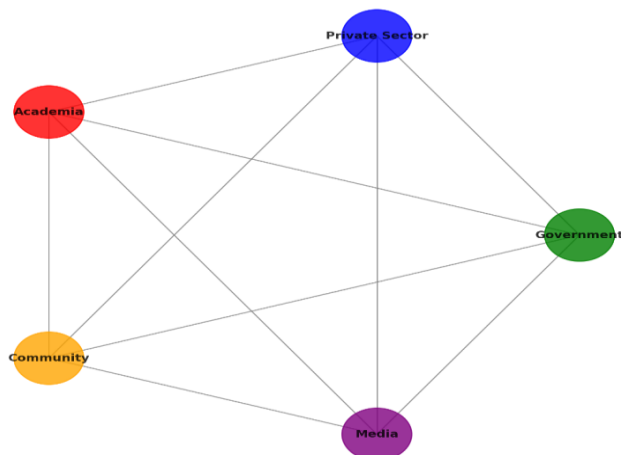 Private Sector
Academia
Government
Community
Media